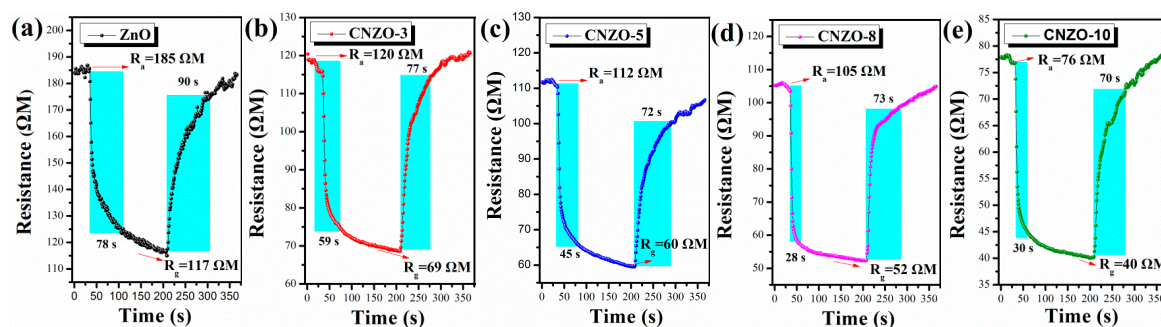 (a)
ZnO
Rₐ=185 ΩM
90 s
78 s
R_g=117 ΩM
Resistance (ΩM)
190
180
170
160
150
140
130
120
110
0 50 100 150 200 250 300 350
Time (s)
(b)
CNZO-3
Rₐ=120 ΩM
77 s
59 s
R_g=69 ΩM
Resistance (ΩM)
130
120
110
100
90
80
70
60
0 50 100 150 200 250 300 350
Time (s)
(c)
CNZO-5
Rₐ=112 ΩM
72 s
45 s
R_g=60 ΩM
Resistance (ΩM)
130
120
110
100
90
80
70
60
0 50 100 150 200 250 300 350
Time (s)
(d)
CNZO-8
Rₐ=105 ΩM
73 s
28 s
R_g=52 ΩM
Resistance (ΩM)
120
110
100
90
80
70
60
50
0 50 100 150 200 250 300 350
Time (s)
(e)
CNZO-10
Rₐ=76 ΩM
70 s
30 s
R_g=40 ΩM
Resistance (ΩM)
85
80
75
70
65
60
55
50
45
40
35
0 50 100 150 200 250 300 350
Time (s)